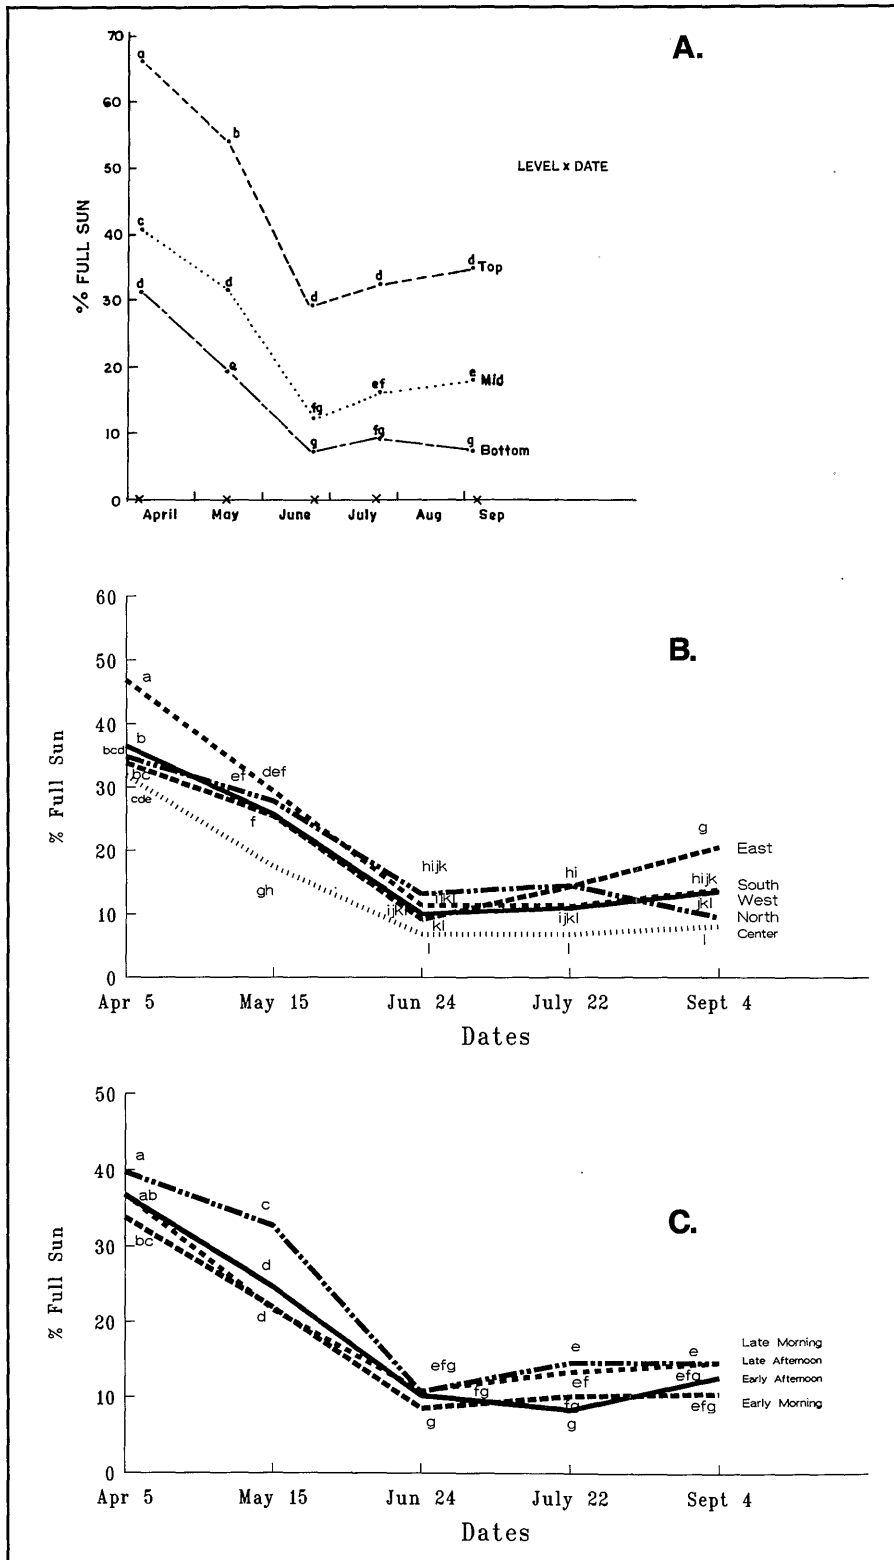 A.
70
60
50
40
30
20
10
0
% FULL SUN
LEVEL x DATE
a
b
c
d
d
e
d
d
d
Top
fg
ef
e
Mid
g
fg
g
Bottom
April May June July Aug Sep
B.
60
50
40
30
20
10
0
% Full Sun
a
b
bcd
bc
cde
ef def
f
gh
hijk
ijkl
ijkl
kl
l
hi
ijkl
l
g
hijk
jkl
l
East
South
West
North
Center
Apr 5 May 15 Jun 24 July 22 Sept 4
Dates
C.
50
40
30
20
10
0
% Full Sun
a
ab
bc
c
d
d
efg
fg
g
e
ef
fg
g
e
efg
efg
Late Morning
Late Afternoon
Early Afternoon
Early Morning
Apr 5 May 15 Jun 24 July 22 Sept 4
Dates